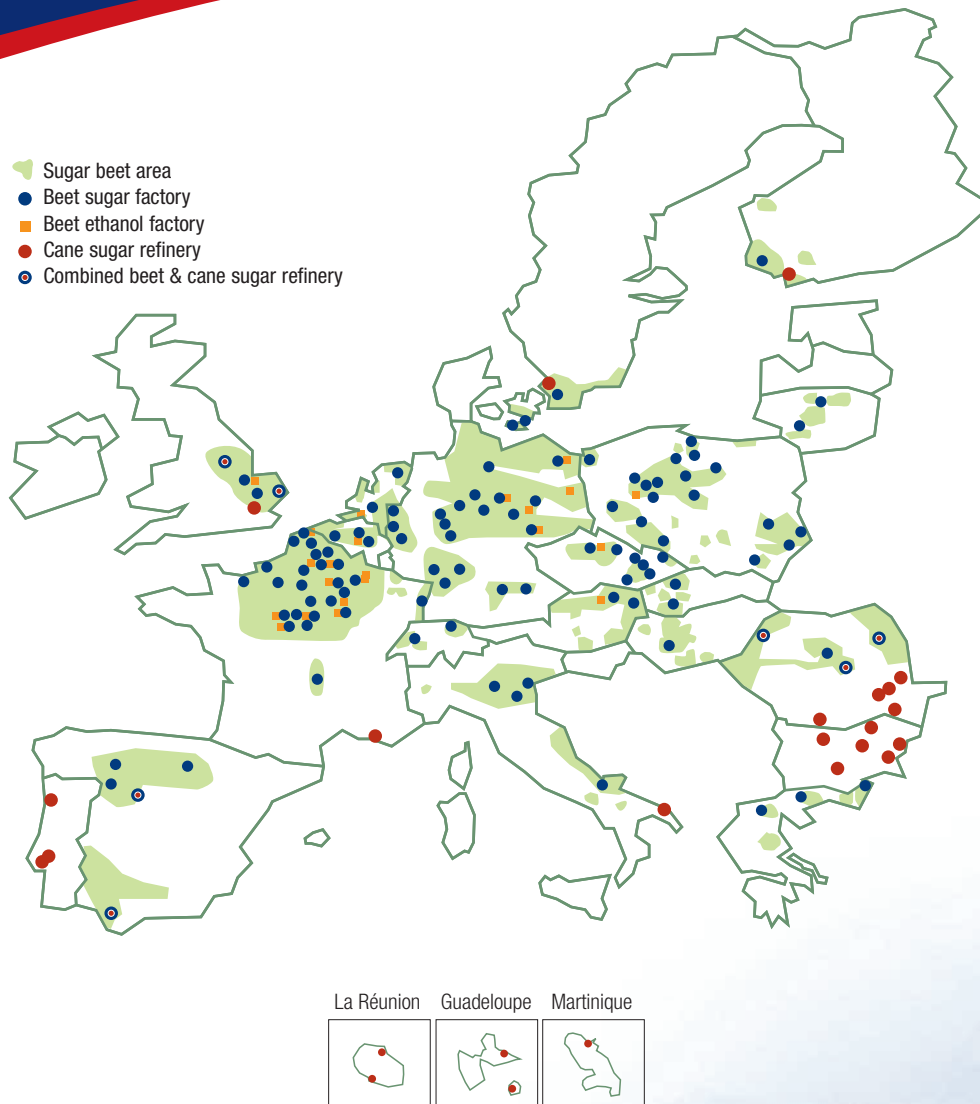 Sugar beet area
Beet sugar factory
Beet ethanol factory
Cane sugar refinery
Combined beet & cane sugar refinery
La Réunion
Guadeloupe
Martinique